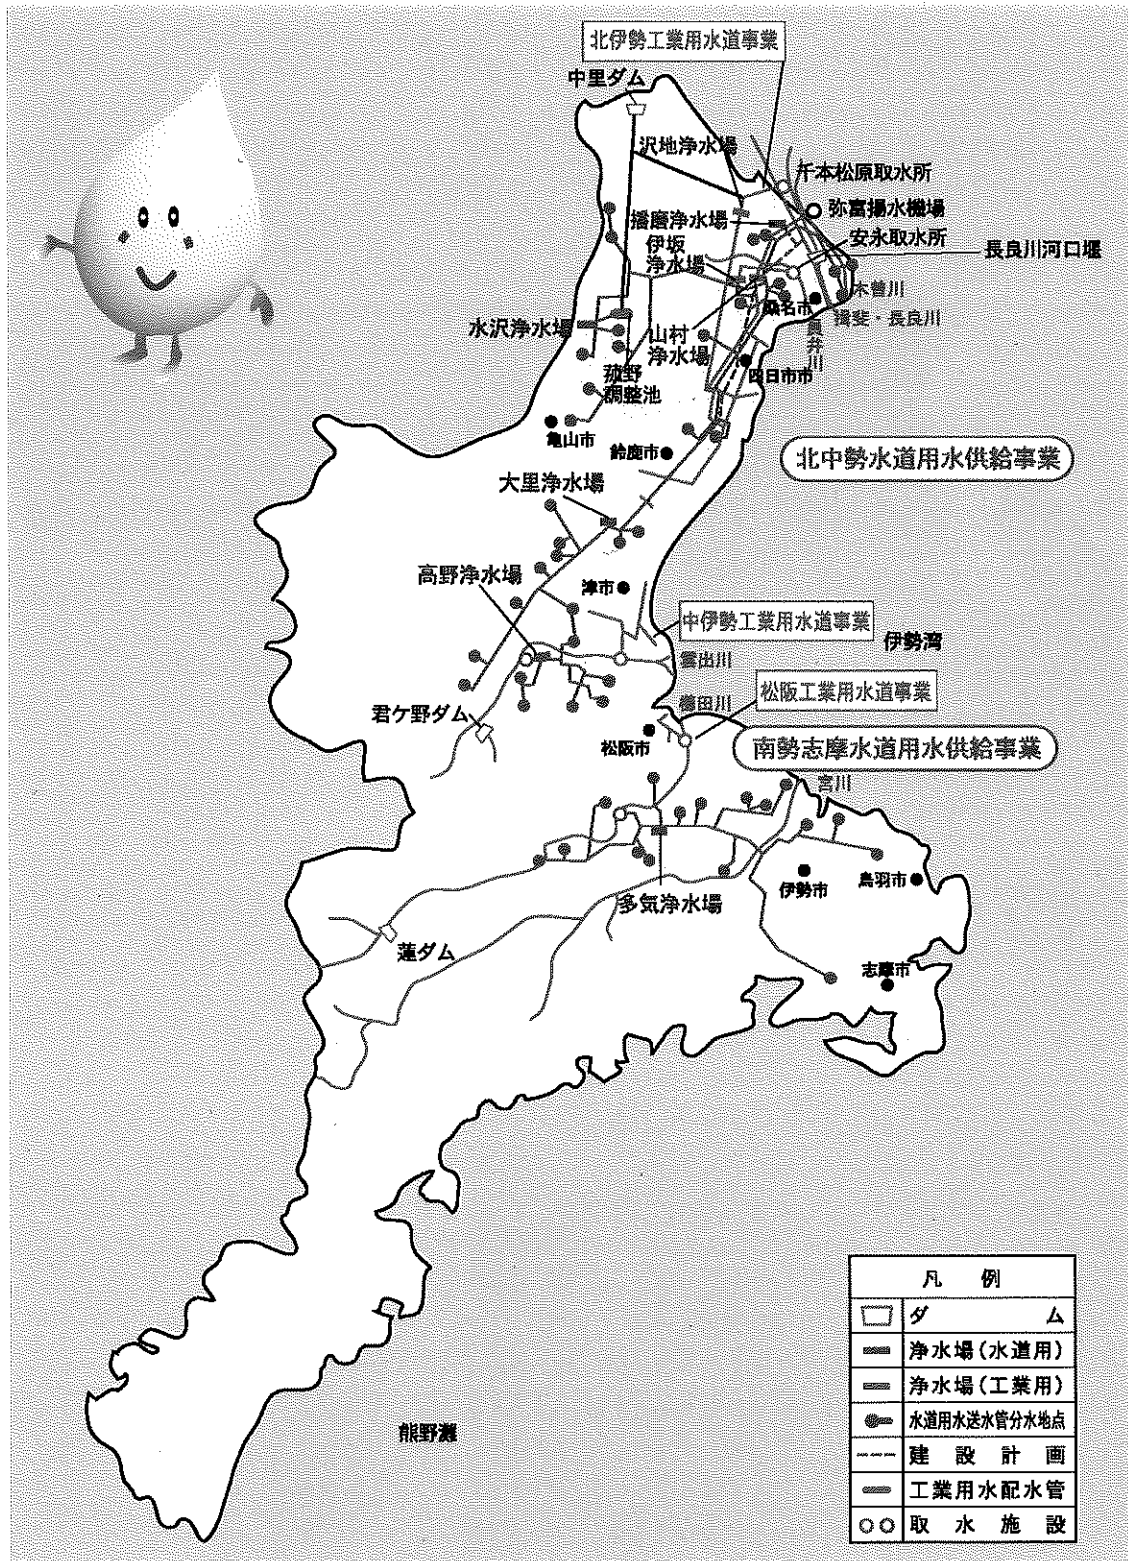 北伊勢工業用水道事業
中里ダム
沢地浄水場
千本松原取水所
弥富揚水機場
播磨浄水場
安永取水所
伊坂
浄水場
長良川河口堰
木曽川
桑名市
揖斐・長良川
員弁川
水沢浄水場
山村
浄水場
四日市市
菰野
調整池
亀山市
鈴鹿市
北中勢水道用水供給事業
大里浄水場
高野浄水場
津市
中伊勢工業用水道事業
伊勢湾
雲出川
松阪工業用水道事業
櫛田川
君ケ野ダム
松阪市
南勢志摩水道用水供給事業
宮川
伊勢市
鳥羽市
多気浄水場
蓮ダム
志摩市
熊野灘
凡例
ダム
浄水場(水道用)
浄水場(工業用)
水道用水送水管分水地点
建設計画
工業用水配水管
取水施設